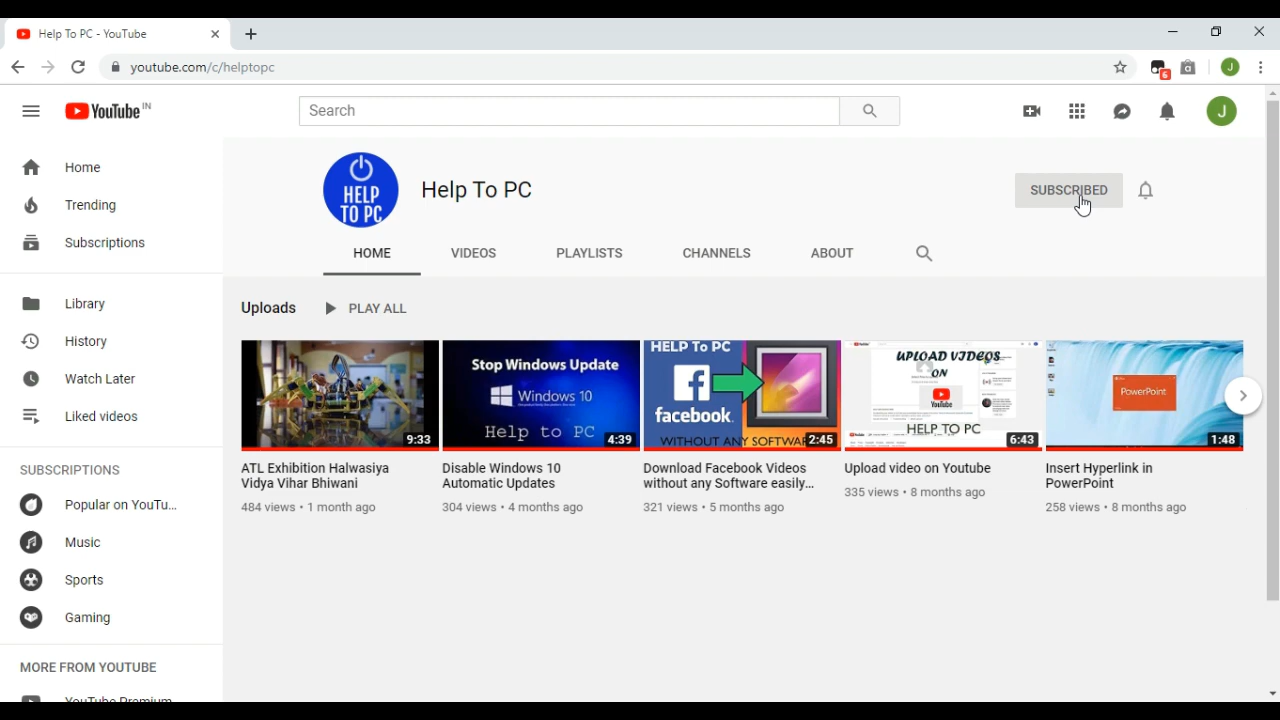 Help To PC - YouTube
youtube.com/c/helptopc
6
J
YouTube IN
Search
J
Home
Trending
Subscriptions
Library
History
Watch Later
Liked videos
SUBSCRIPTIONS
Popular on YouTu...
Music
Sports
Gaming
MORE FROM YOUTUBE
YouTube Premium
HELP
TO PC
Help To PC
SUBSCRIBED
HOME VIDEOS PLAYLISTS CHANNELS ABOUT
Uploads PLAY ALL
9:33
ATL Exhibition Halwasiya
Vidya Vihar Bhiwani
484 views • 1 month ago
Stop Windows Update
Windows 10
Help to PC
4:39
Disable Windows 10
Automatic Updates
304 views • 4 months ago
HELP To PC
facebook.
WITHOUT ANY SOFTWAR
2:45
Download Facebook Videos
without any Software easily...
321 views • 5 months ago
UPLOAD VIDEOS
ON
YouTube
HELP TO PC
6:43
Upload video on Youtube
335 views • 8 months ago
PowerPoint
1:48
Insert Hyperlink in
PowerPoint
258 views • 8 months ago